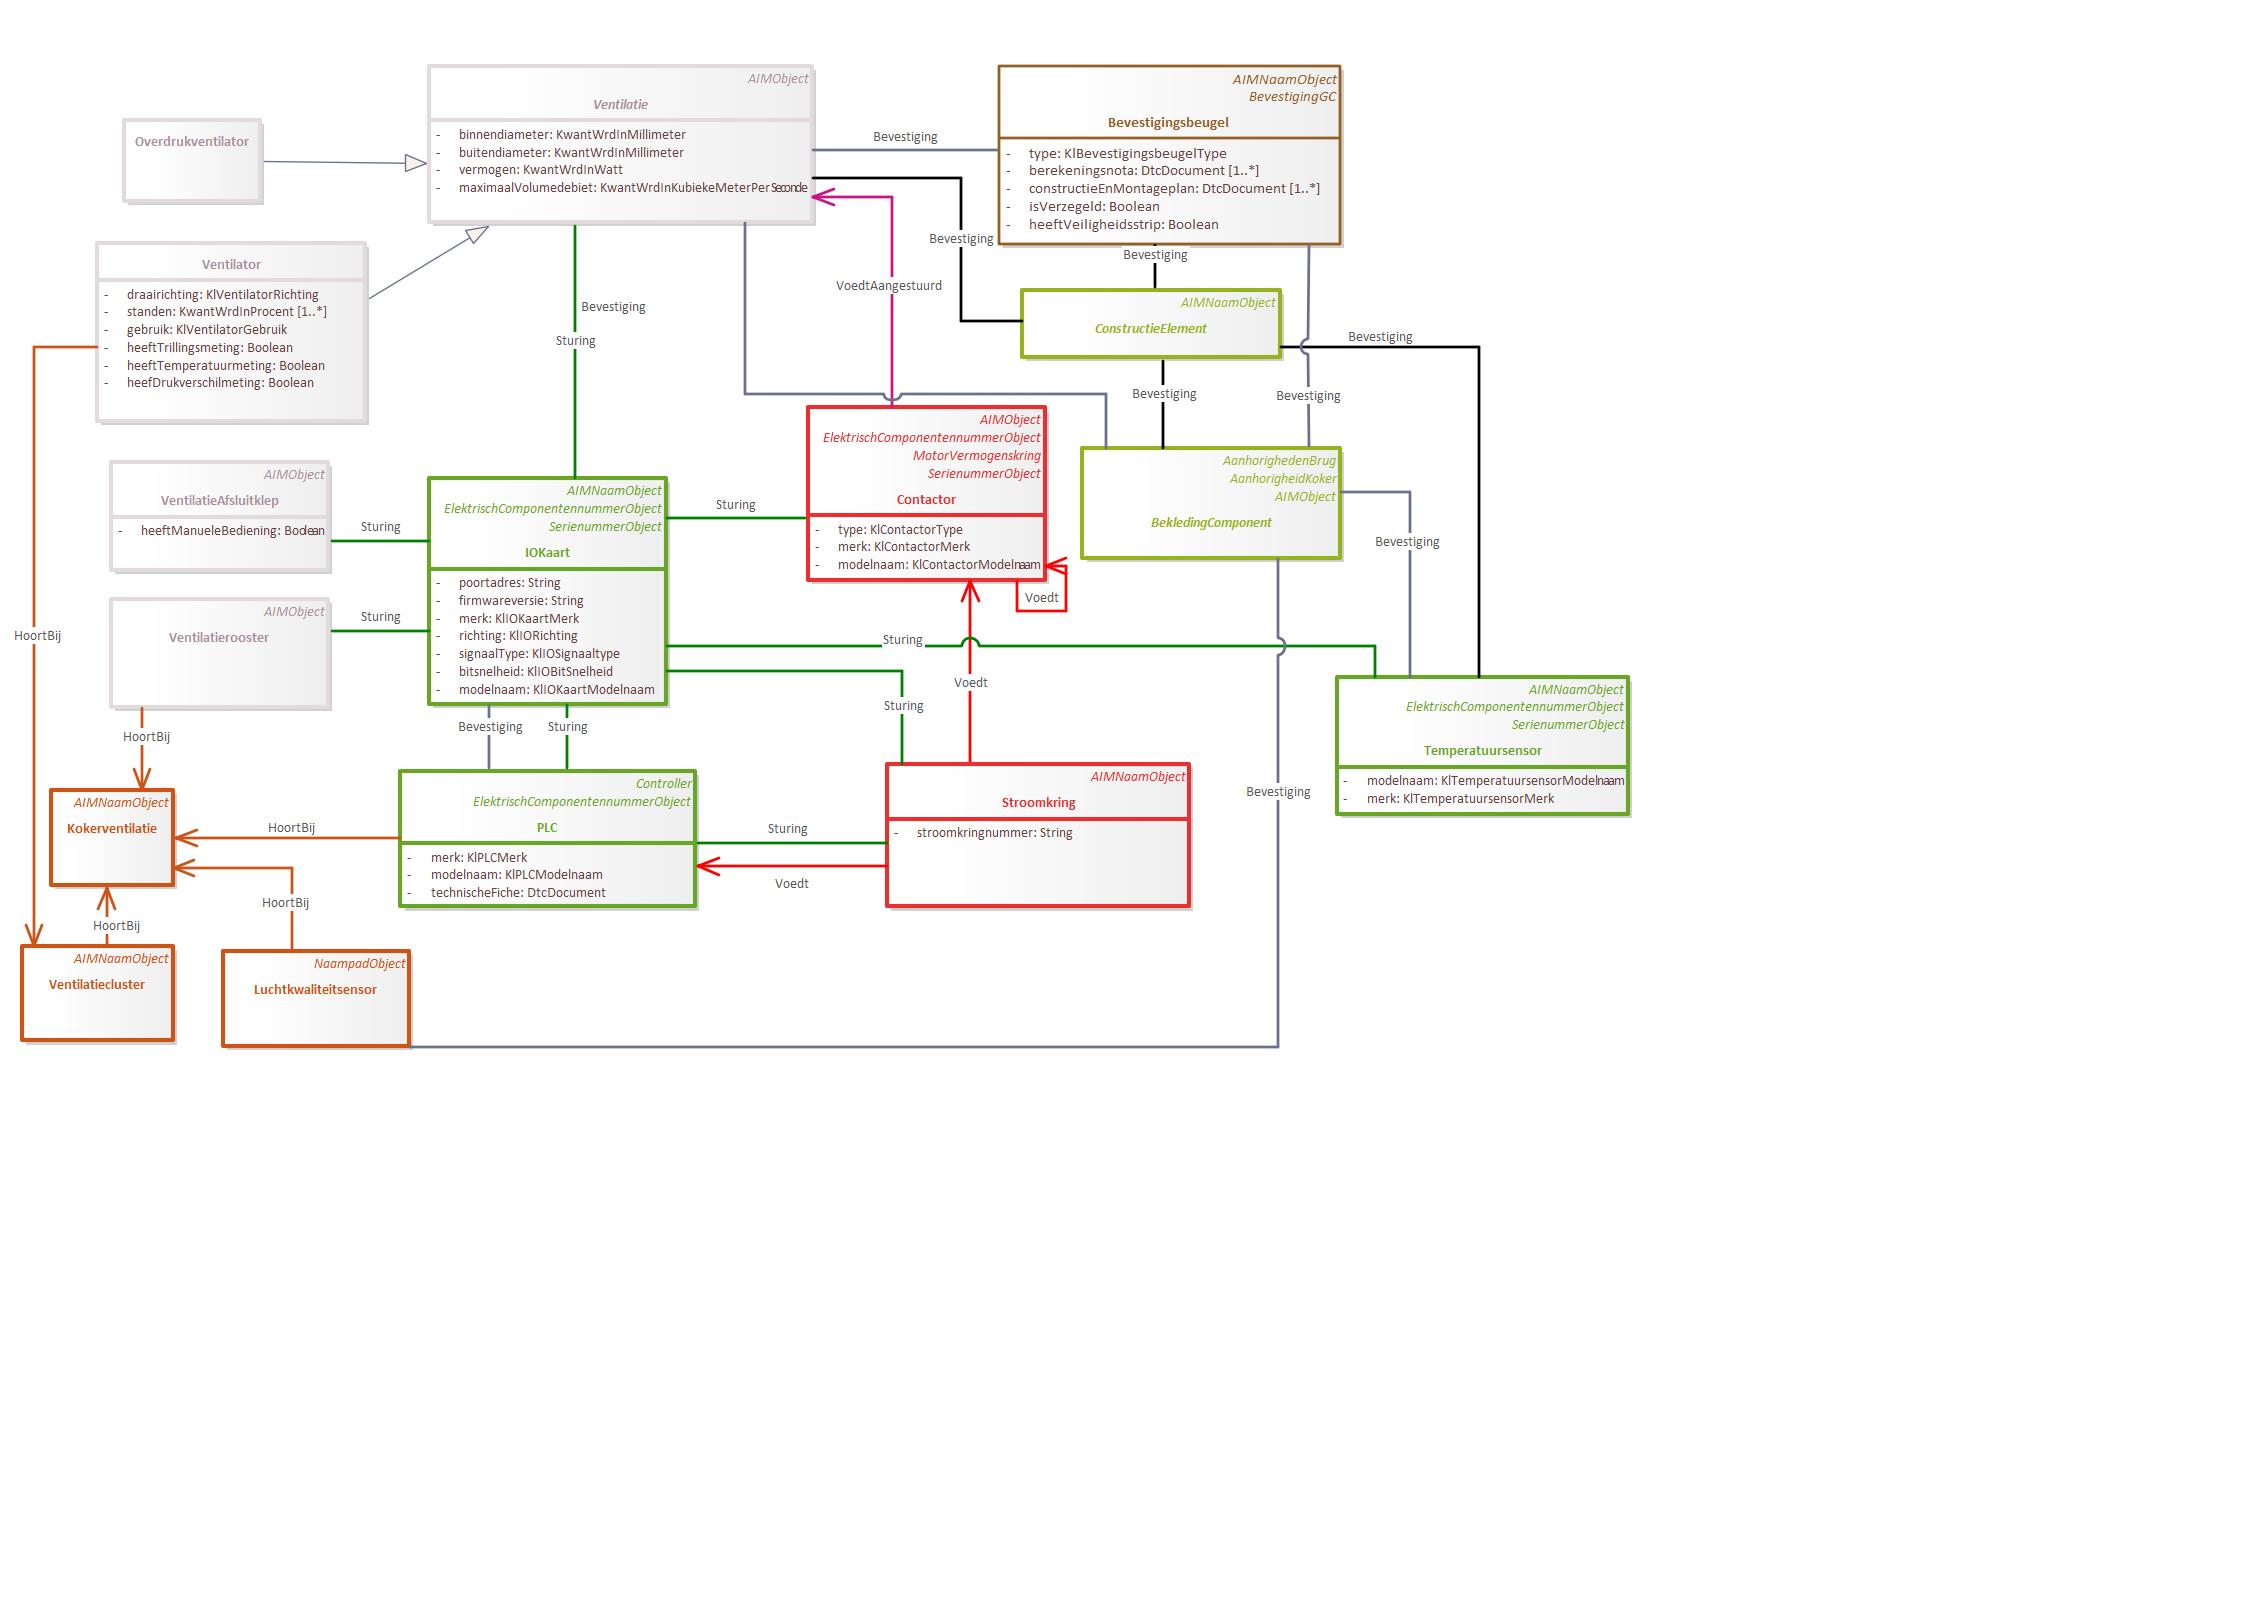 AIMObject
Ventilatie
- binnendiameter: KwantWrdInMillimeter
- buitendiameter: KwantWrdInMillimeter
- vermogen: KwantWrdInWatt
- maximaalVolumedebiet: KwantWrdInKubiekeMeterPerSeconde
AIMNaamObject
BevestigingGC
Bevestigingsbeugel
- type: KlBevestigingsbeugelType
- berekeningsnota: DtcDocument [1..*]
- constructieEnMontageplan: DtcDocument [1..*]
- isVerzegeld: Boolean
- heeftVeiligheidsstrip: Boolean
Overdrukventilator
Bevestiging
Ventilator
- draairichting: KlVentilatorRichting
- standen: KwantWrdInProcent [1..*]
- gebruik: KlVentilatorGebruik
- heeftTrillingsmeting: Boolean
- heeftTemperatuurmeting: Boolean
- heefDrukverschilmeting: Boolean
Bevestiging
Bevestiging
VoedtAangestuurd
Bevestiging
Sturing
AIMNaamObject
ConstructieElement
Bevestiging
Bevestiging
Bevestiging
AIMObject
VentilatieAfsluitklep
- heeftManueleBediening: Boolean
Sturing
AIMNaamObject
ElektrischComponentennummerObject
SerienummerObject
IOKaart
- poortadres: String
- firmwareversie: String
- merk: KlIOKaartMerk
- richting: KlIORichting
- signaalType: KlIOSignaaltype
- bitsnelheid: KlIOBitSnelheid
- modelnaam: KlIOKaartModelnaam
Sturing
AIMObject
ElektrischComponentennummerObject
MotorVermogenskring
SerienummerObject
Contactor
- type: KlContactorType
- merk: KlContactorMerk
- modelnaam: KlContactorModelnaam
Voedt
AanhorighedenBrug
AanhorigheidKoker
AIMObject
BekledingComponent
Bevestiging
AIMObject
Ventilatierooster
Sturing
HoortBij
Sturing
Voedt
Sturing
HoortBij
Bevestiging
Sturing
AIMNaamObject
ElektrischComponentennummerObject
SerienummerObject
Temperatuursensor
- modelnaam: KlTemperatuursensorModelnaam
- merk: KlTemperatuursensorMerk
Bevestiging
AIMNaamObject
Kokerventilatie
HoortBij
Controller
ElektrischComponentennummerObject
PLC
- merk: KlPLCMerk
- modelnaam: KlPLCModelnaam
- technischeFiche: DtcDocument
Sturing
Voedt
AIMNaamObject
Stroomkring
- stroomkringnummer: String
HoortBij
HoortBij
AIMNaamObject
Ventilatiecluster
NaampadObject
Luchtkwaliteitsensor